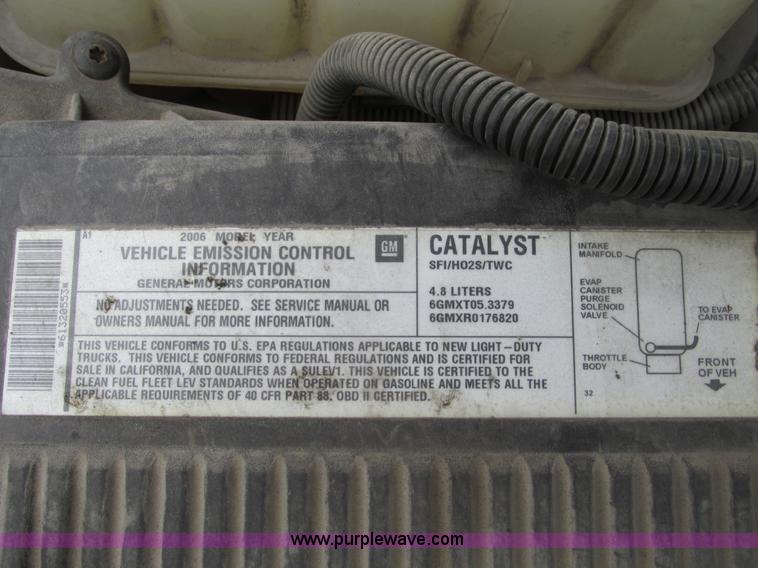 A1
2006 MODEL YEAR
VEHICLE EMISSION CONTROL
INFORMATION
GENERAL MOTORS CORPORATION
GM
NO ADJUSTMENTS NEEDED. SEE SERVICE MANUAL OR
OWNERS MANUAL FOR MORE INFORMATION.
CATALYST
SFI/HO2S/TWC
4.8 LITERS
6GMXT05.3379
6GMXR0176820
THIS VEHICLE CONFORMS TO U.S. EPA REGULATIONS APPLICABLE TO NEW LIGHT-DUTY
TRUCKS. THIS VEHICLE CONFORMS TO FEDERAL REGULATIONS AND IS CERTIFIED FOR
SALE IN CALIFORNIA, AND QUALIFIES AS A SULEV1. THIS VEHICLE IS CERTIFIED TO THE
CLEAN FUEL FLEET LEV STANDARDS WHEN OPERATED ON GASOLINE AND MEETS ALL THE
APPLICABLE REQUIREMENTS OF 40 CFR PART 88. OBD II CERTIFIED.
INTAKE
MANIFOLD
EVAP
CANISTER
PURGE
SOLENOID
VALVE
TO EVAP
CANISTER
THROTTLE
BODY
FRONT
OF VEH
32
*61320553*
www.purplewave.com